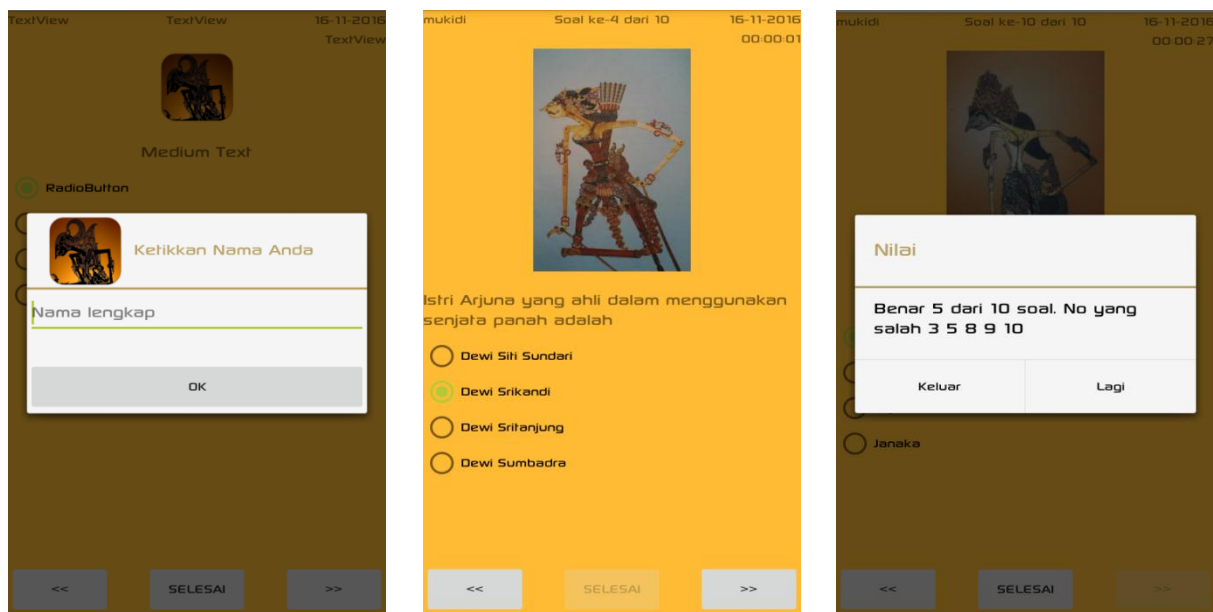 TextView TextView 16-11-2016
TextView
Medium Text
RadioButton
Ketikkan Nama Anda
Nama lengkap
OK
<< SELESAI >>
mukidi Soal ke-4 dari 10 16-11-2016
00:00:01
Istri Arjuna yang ahli dalam menggunakan
senjata panah adalah
Dewi Siti Sundari
Dewi Srikandi
Dewi Sritanjung
Dewi Sumbadra
<< SELESAI >>
mukidi Soal ke-10 dari 10 16-11-2016
00:00:27
Nilai
Benar 5 dari 10 soal. No yang
salah 3 5 8 9 10
Keluar Lagi
Janaka
<< SELESAI >>